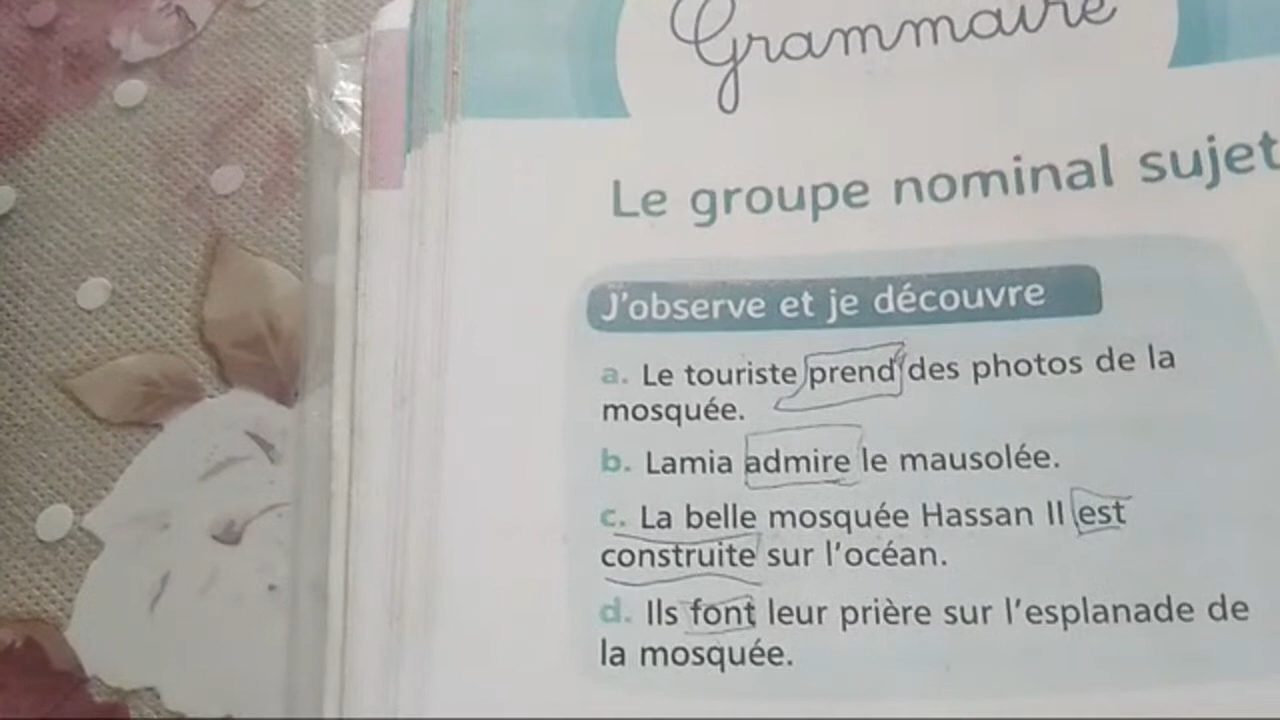 Grammaire
Le groupe nominal sujet
J'observe et je découvre
a. Le touriste prend des photos de la
mosquée.
b. Lamia admire le mausolée.
c. La belle mosquée Hassan II est
construite sur l'océan.
d. Ils font leur prière sur l'esplanade de
la mosquée.